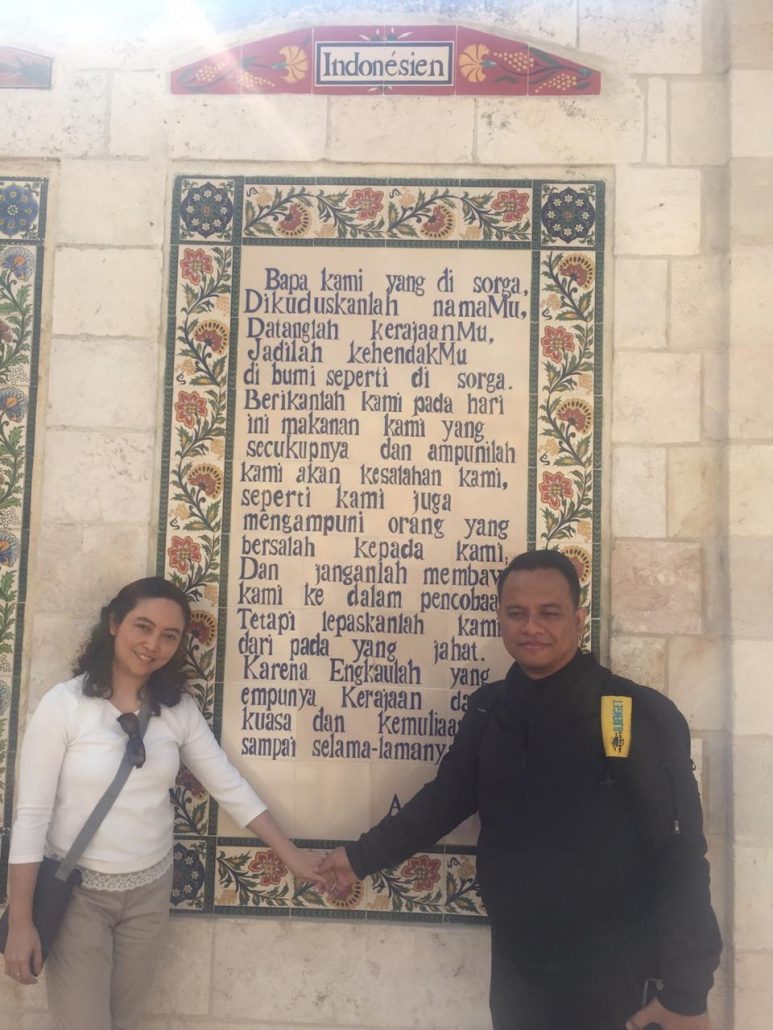 Indonésien
Bapa kami yang di sorga,
Dikuduskanlah namaMu,
Datanglah kerajaanMu,
Jadilah kehendakMu
di bumi seperti di sorga.
Berikanlah kami pada hari
ini makanan kami yang
secukupnya dan ampunilah
kami akan kesalahan kami,
seperti kami juga
mengampuni orang yang
bersalah kepada kami.
Dan janganlah
kami ke dalam
Tetapi lepaskanlah kami
dari pada yang jahat.
Karena Engkaulah yang
empunya Kerajaan
kuasa dan
sampai